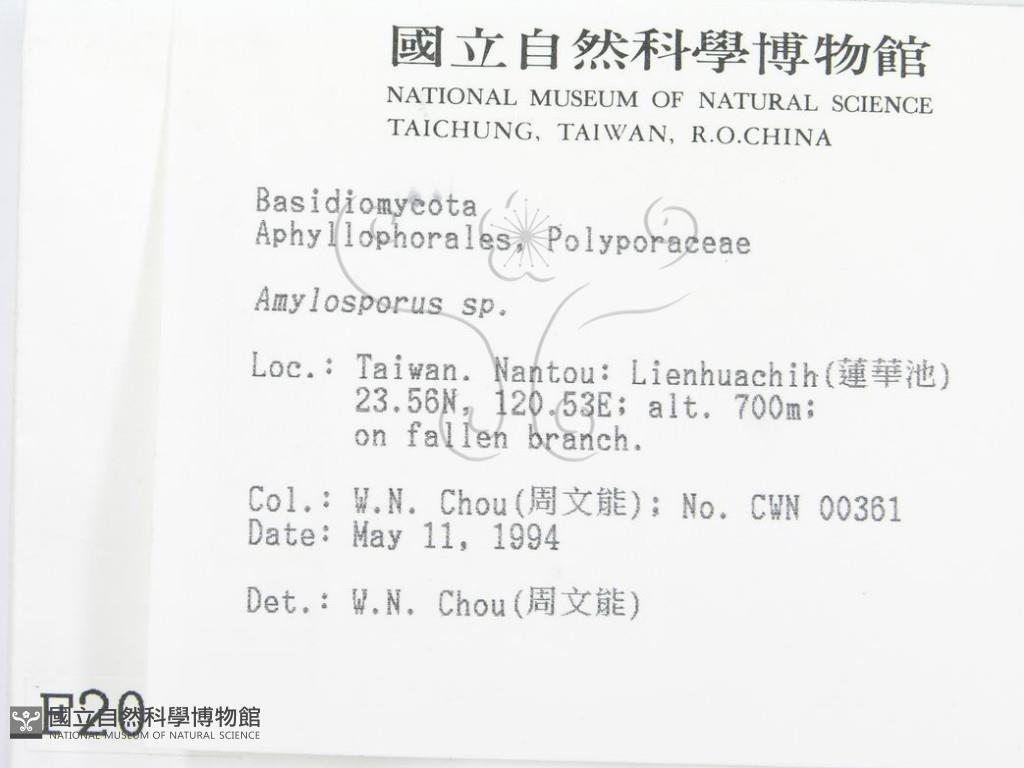 國立自然科學博物館
NATIONAL MUSEUM OF NATURAL SCIENCE
TAICHUNG, TAIWAN, R.O.CHINA
Basidiomycota
Aphyllophorales, Polyporaceae
Amylosporus sp.
Loc.: Taiwan. Nantou: Lienhuachih(蓮華池)
23.56N, 120.53E; alt. 700m;
on fallen branch.
Col.: W.N. Chou(周文能); No. CWN 00361
Date: May 11, 1994
Det.: W.N. Chou(周文能)
E20
國立自然科學博物館
NATIONAL MUSEUM OF NATURAL SCIENCE